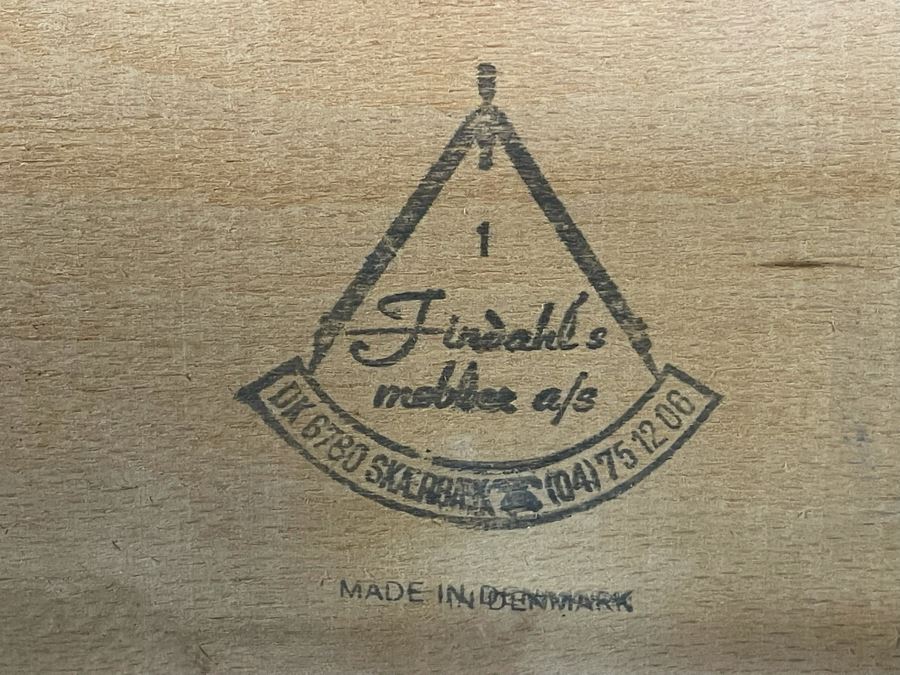 1
Findahl's
møbler a/s
DK 6780 SKÆRBÆK ☎ (04) 75 12 06
MADE IN DENMARK